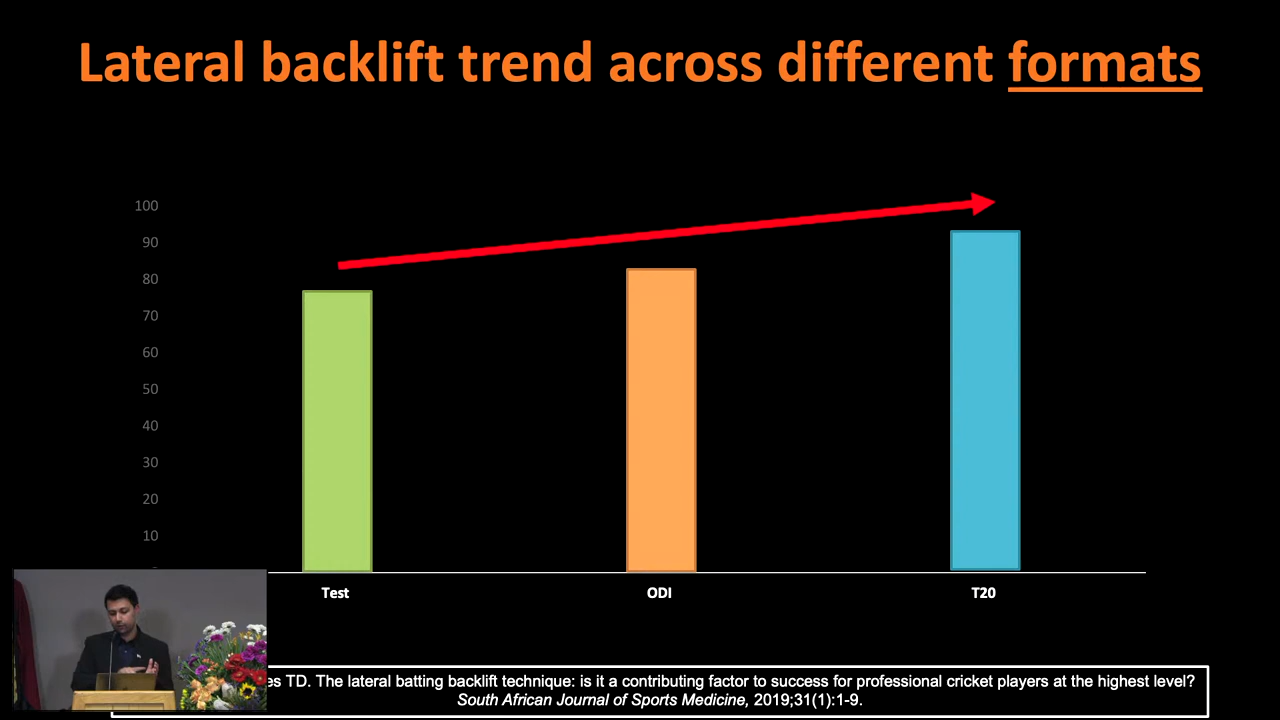 Lateral backlift trend across different formats
100
90
80
70
60
50
40
30
20
10
Test ODI T20
TD. The lateral batting backlift technique: is it a contributing factor to success for professional cricket players at the highest level?
South African Journal of Sports Medicine, 2019;31(1):1-9.